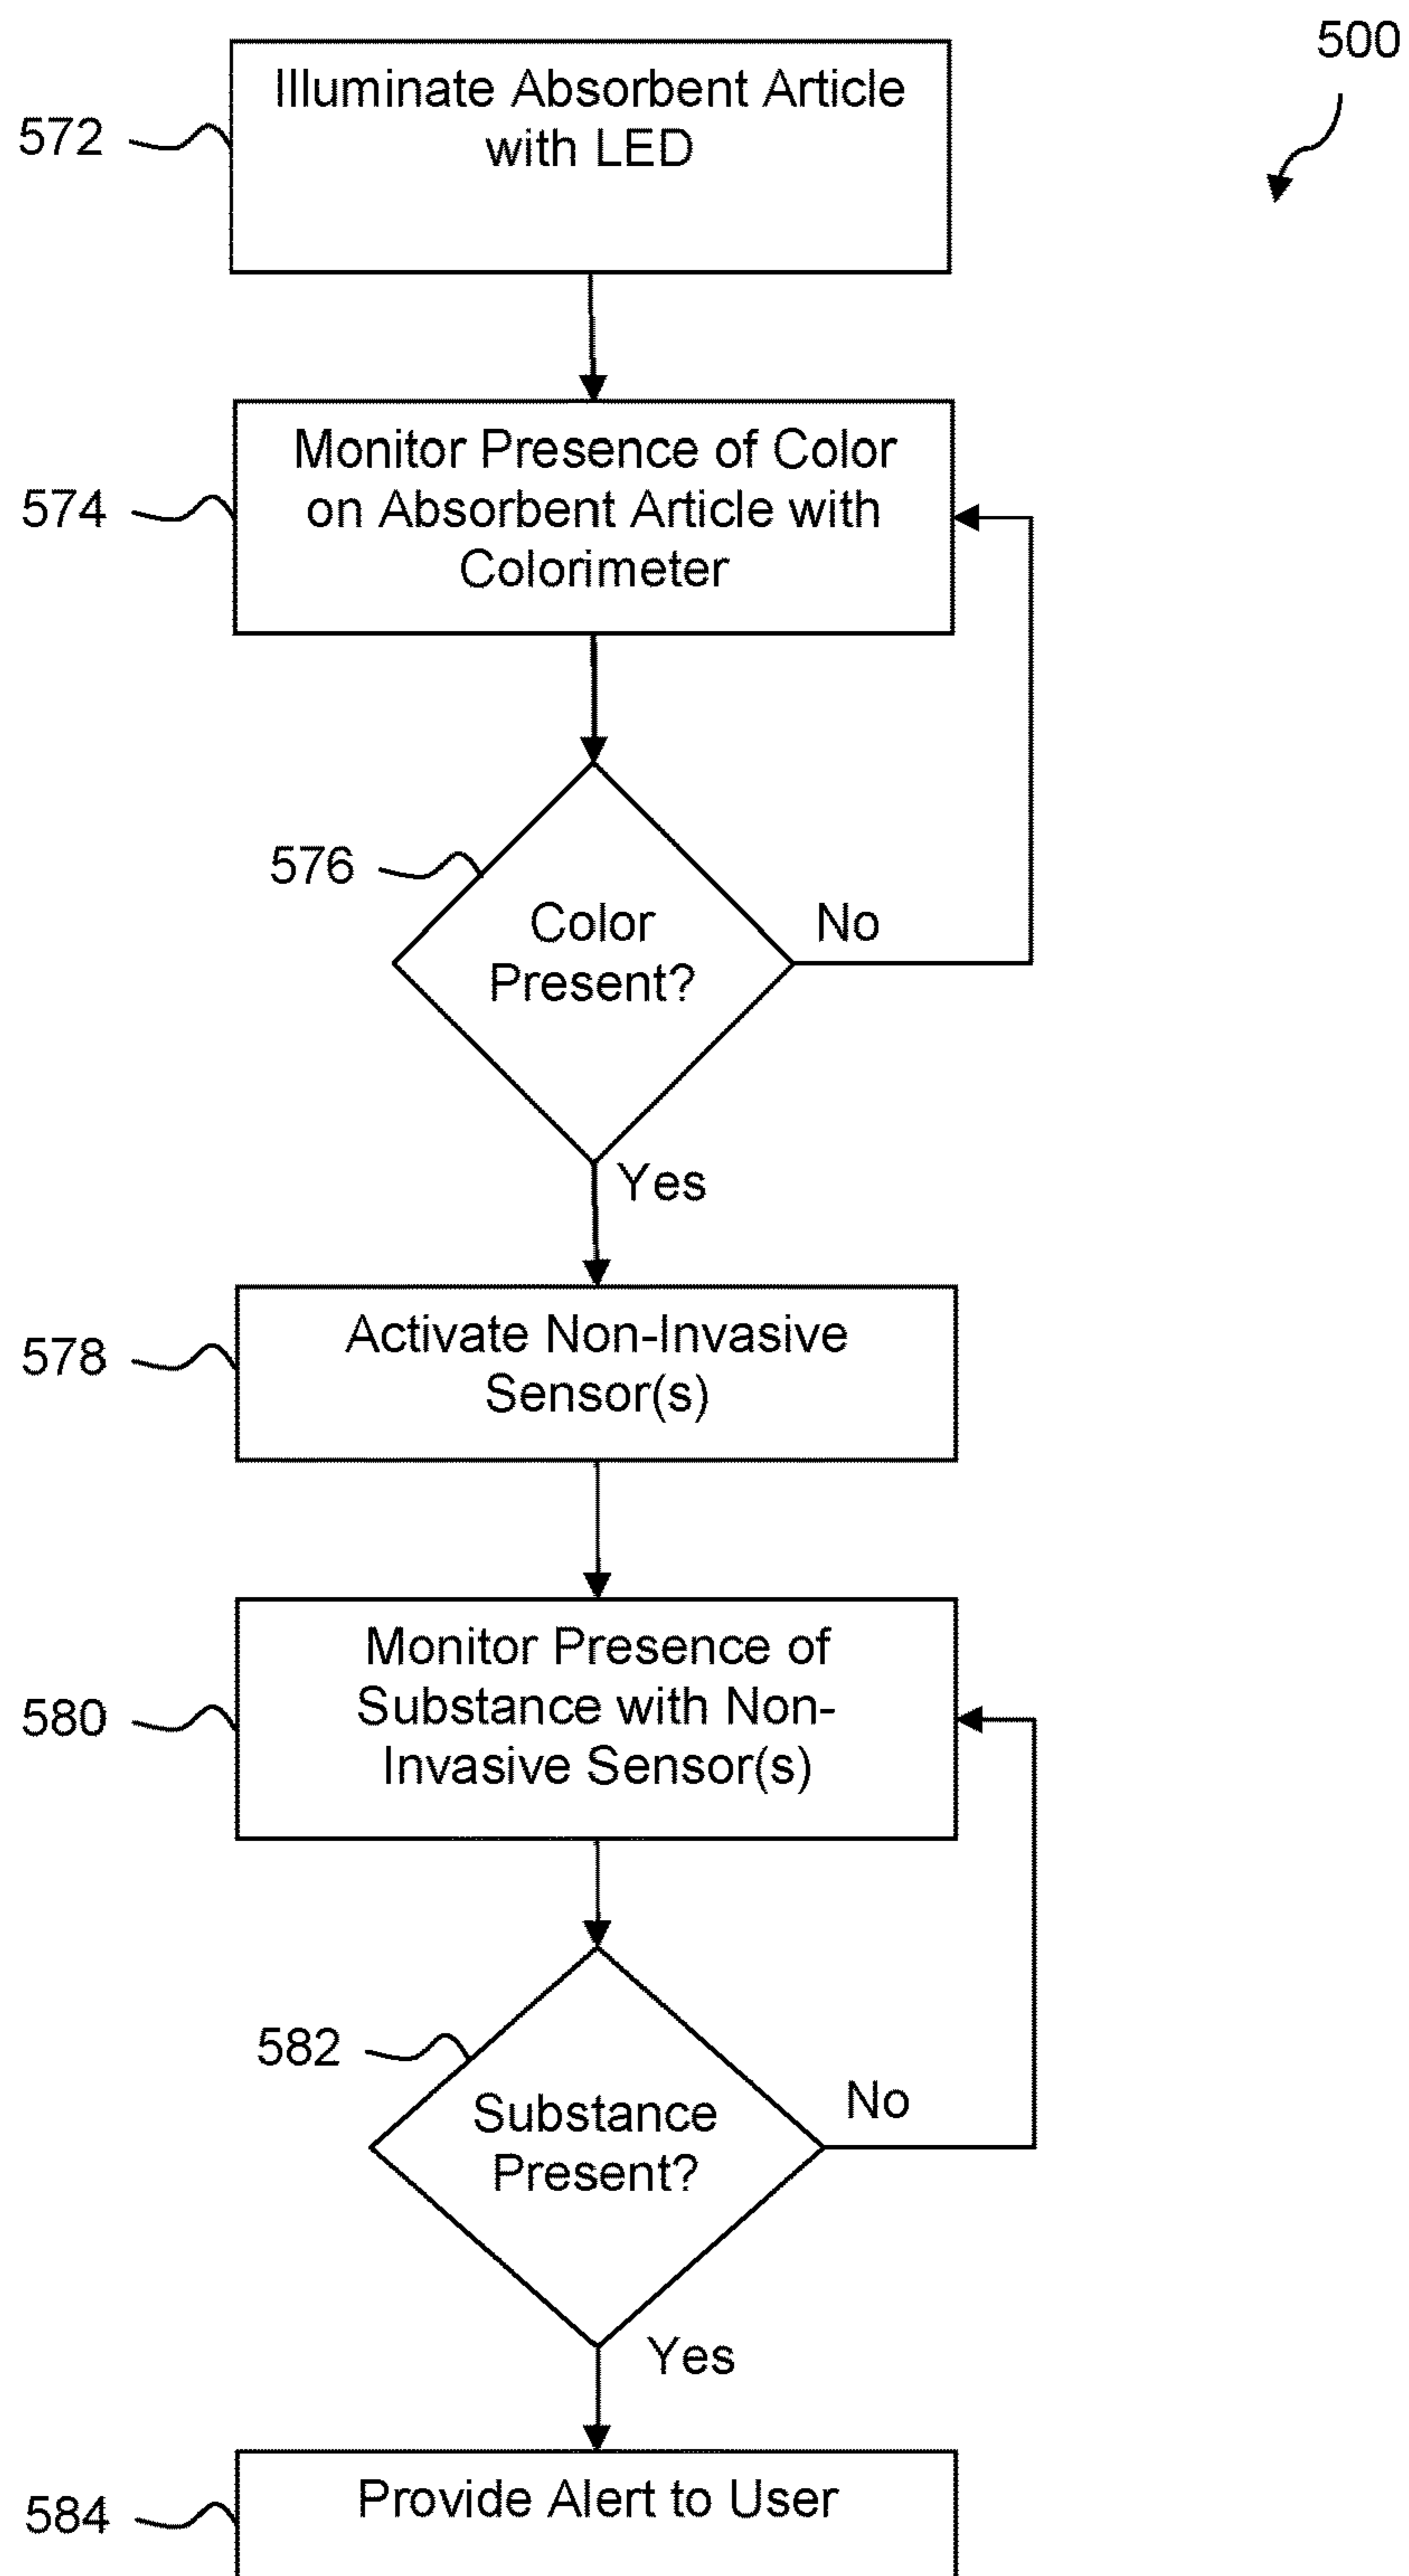 500
572
Illuminate Absorbent Article
with LED
574
Monitor Presence of Color
on Absorbent Article with
Colorimeter
576
Color
Present?
No
Yes
578
Activate Non-Invasive
Sensor(s)
580
Monitor Presence of
Substance with Non-
Invasive Sensor(s)
582
Substance
Present?
No
Yes
584
Provide Alert to User